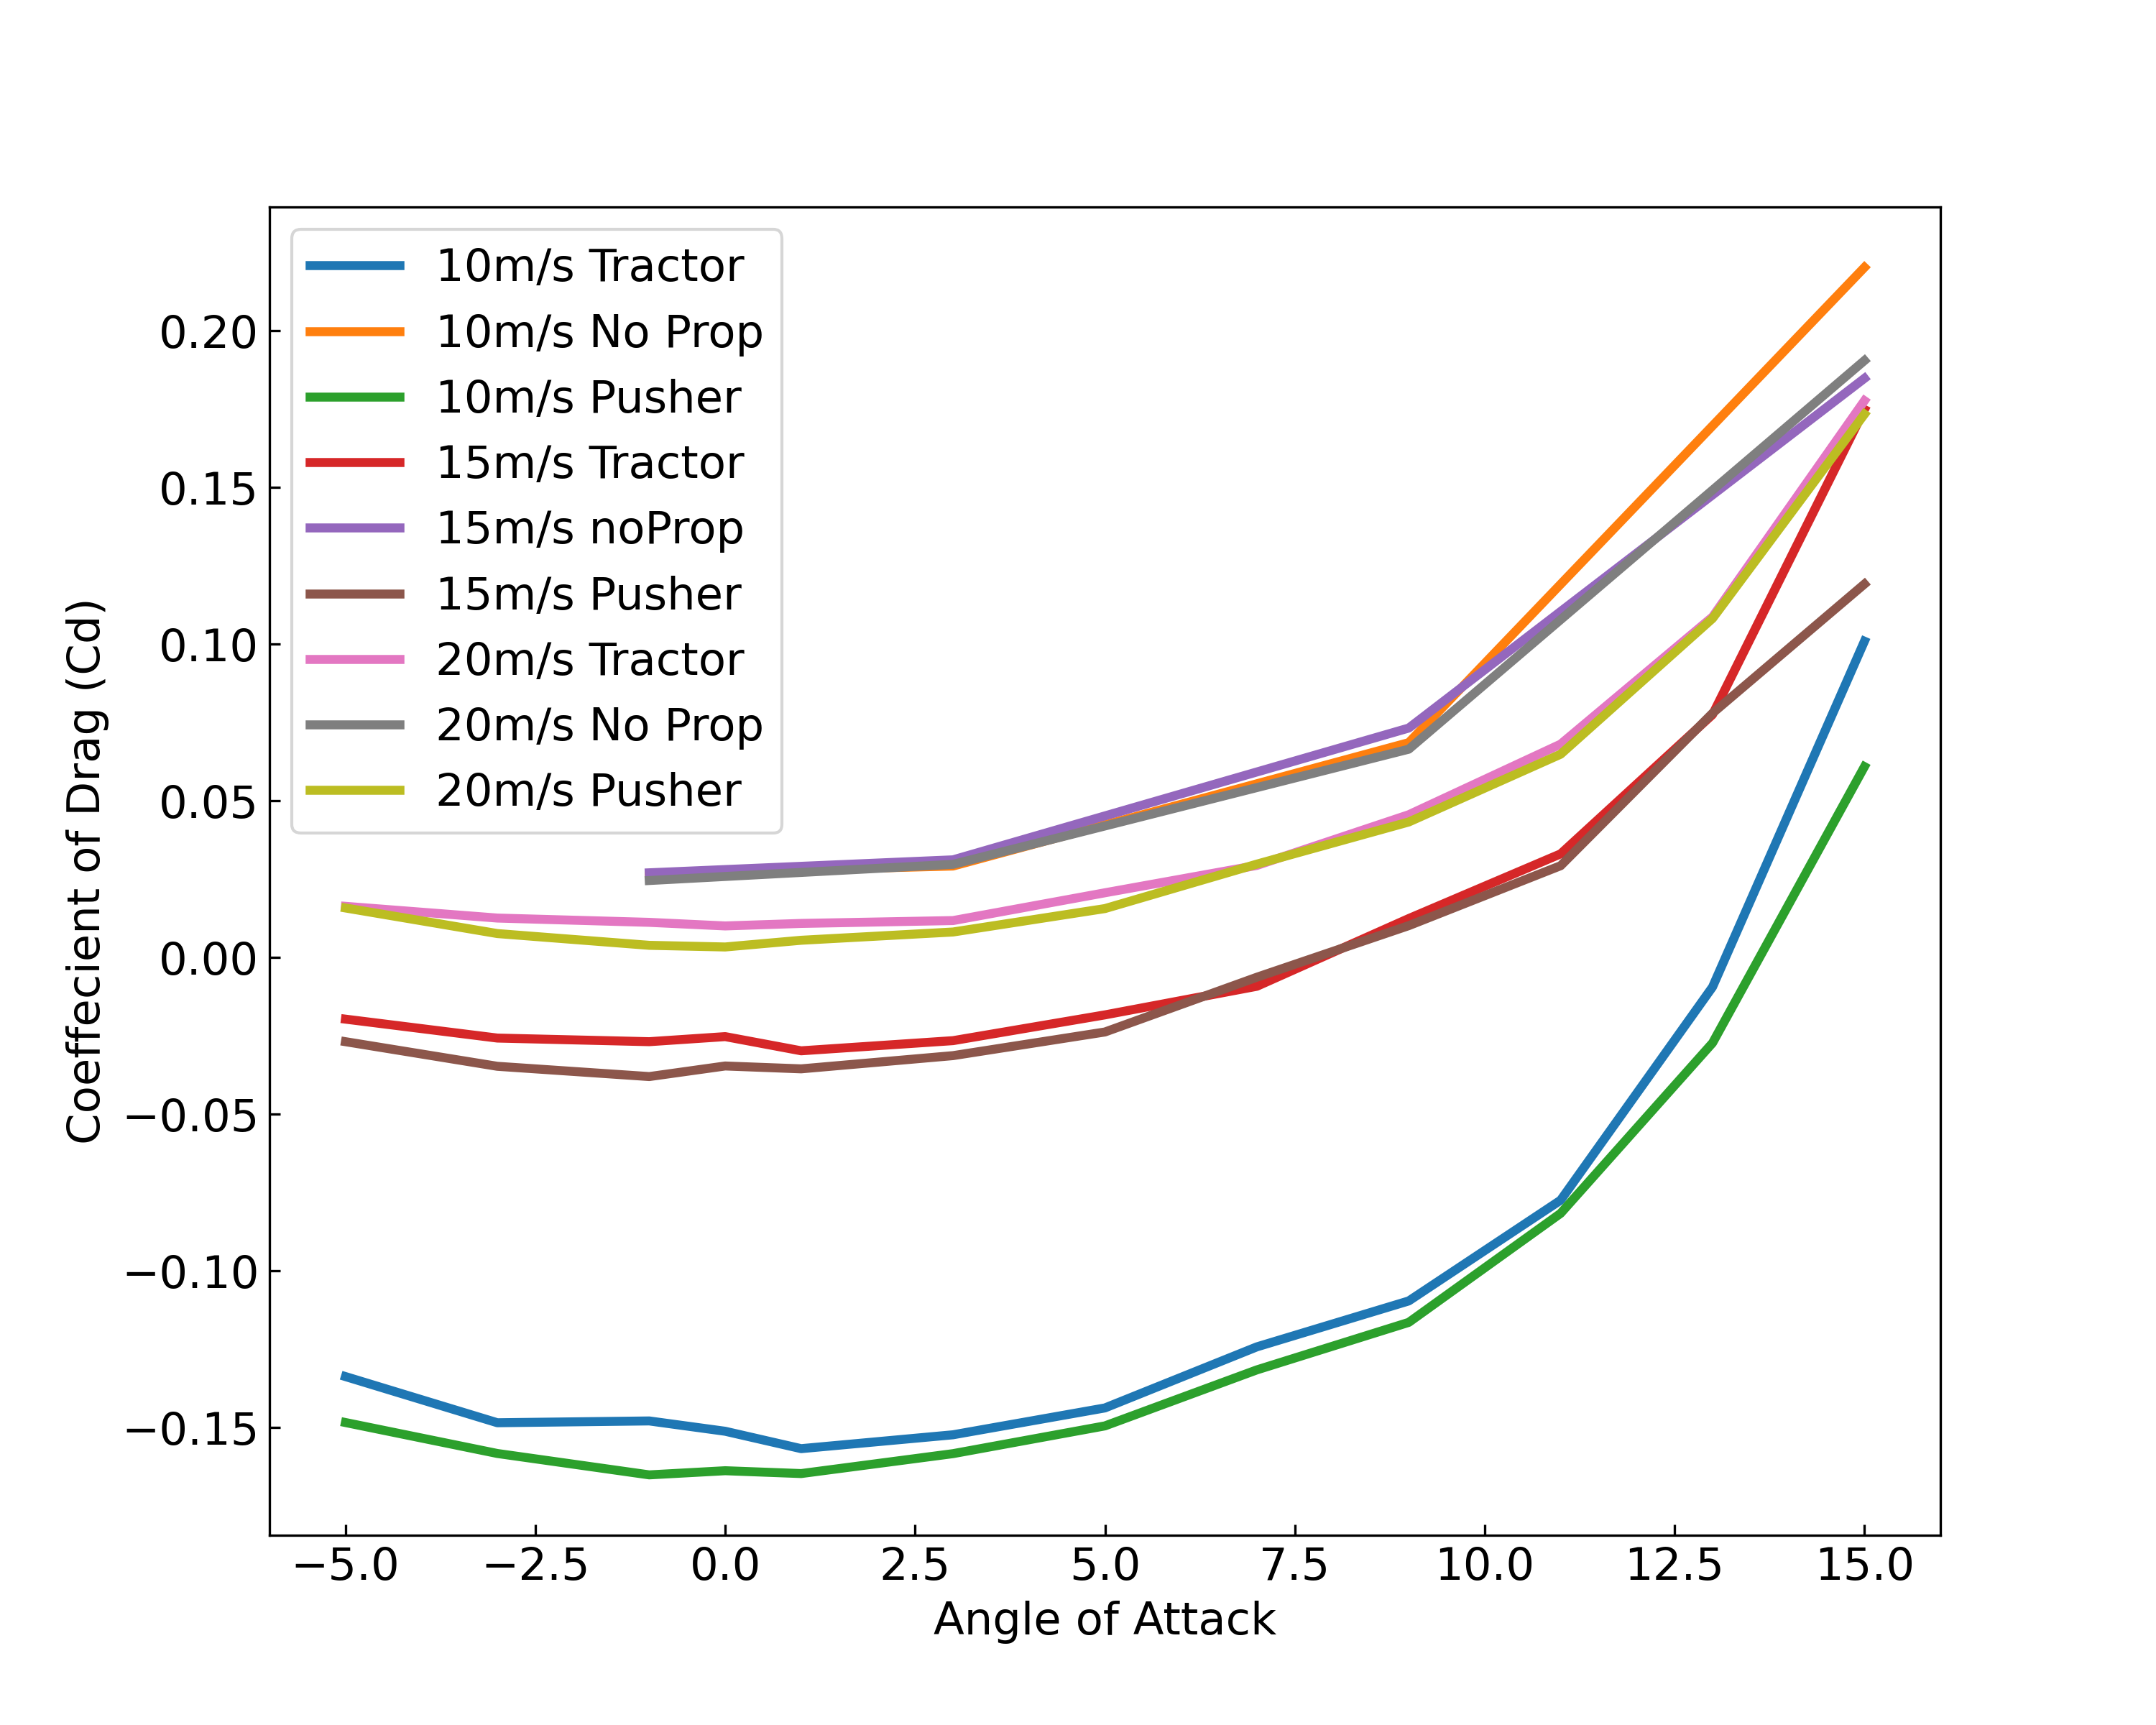 10m/s Tractor
10m/s No Prop
10m/s Pusher
15m/s Tractor
15m/s noProp
15m/s Pusher
20m/s Tractor
20m/s No Prop
20m/s Pusher
0.20
0.15
0.10
0.05
0.00
−0.05
−0.10
−0.15
Coeffecient of Drag (Cd)
−5.0 −2.5 0.0 2.5 5.0 7.5 10.0 12.5 15.0
Angle of Attack